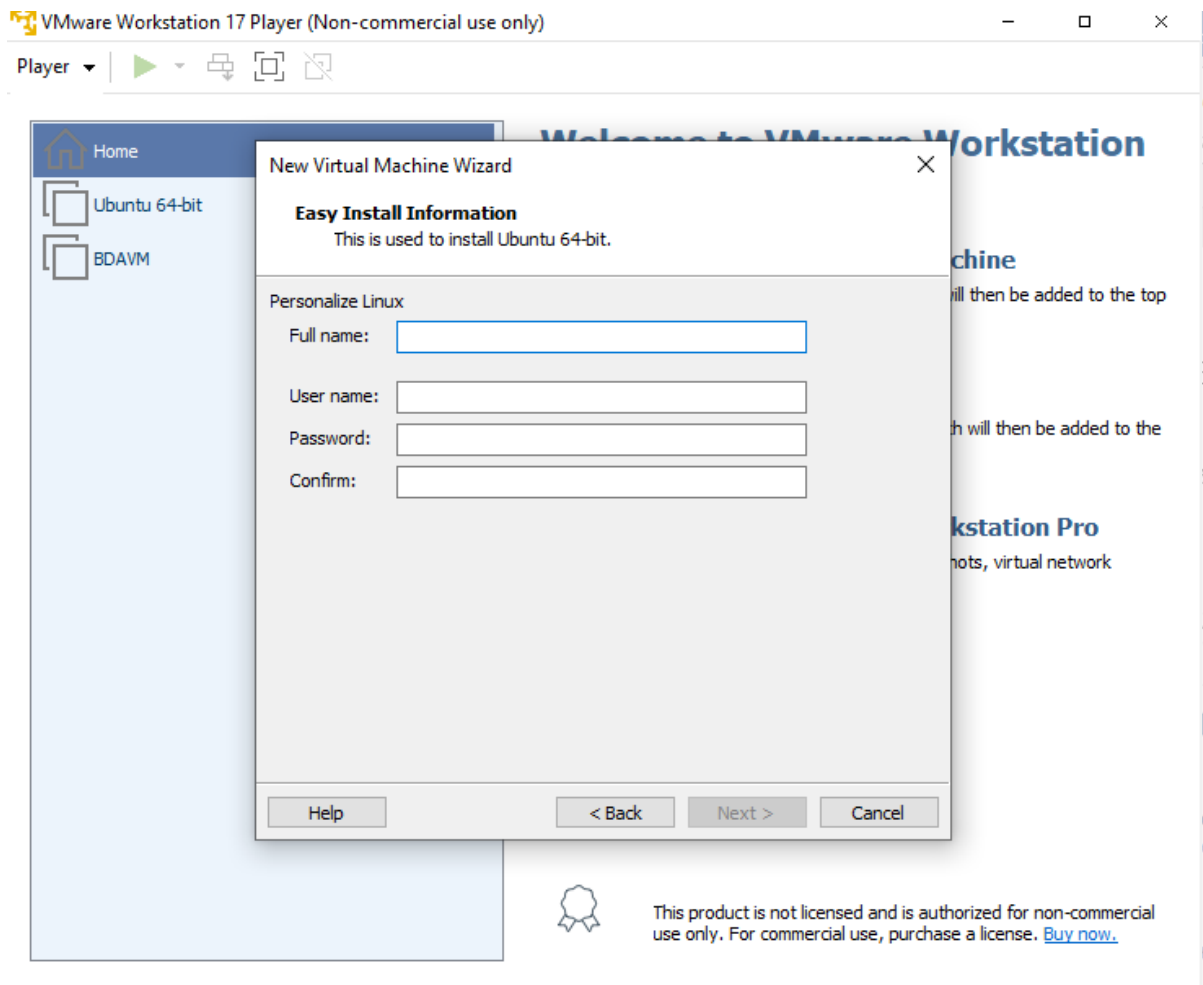 VMware Workstation 17 Player (Non-commercial use only)
Player
Home
Ubuntu 64-bit
BDAVM
Welcome to VMware Workstation
New Virtual Machine Wizard
Easy Install Information
This is used to install Ubuntu 64-bit.
Personalize Linux
Full name:
User name:
Password:
Confirm:
Help
< Back
Next >
Cancel
chine
ill then be added to the top
h will then be added to the
kstation Pro
hots, virtual network
This product is not licensed and is authorized for non-commercial
use only. For commercial use, purchase a license. Buy now.